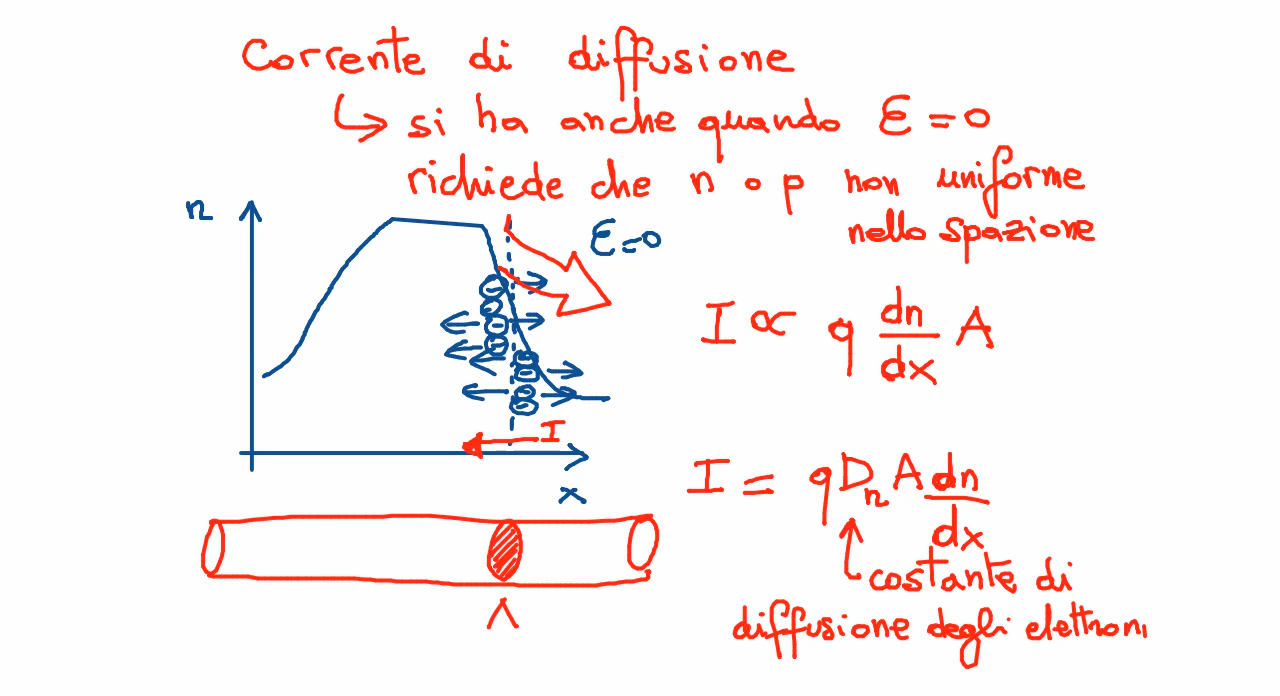 Corrente di diffusione
↳ si ha anche quando ε = 0
richiede che n o p non uniforme
nello spazione
n
ε = 0
I ∝ q dn/dx A
I
x
I = q Dn A dn/dx
costante di
diffusione degli elettroni
A